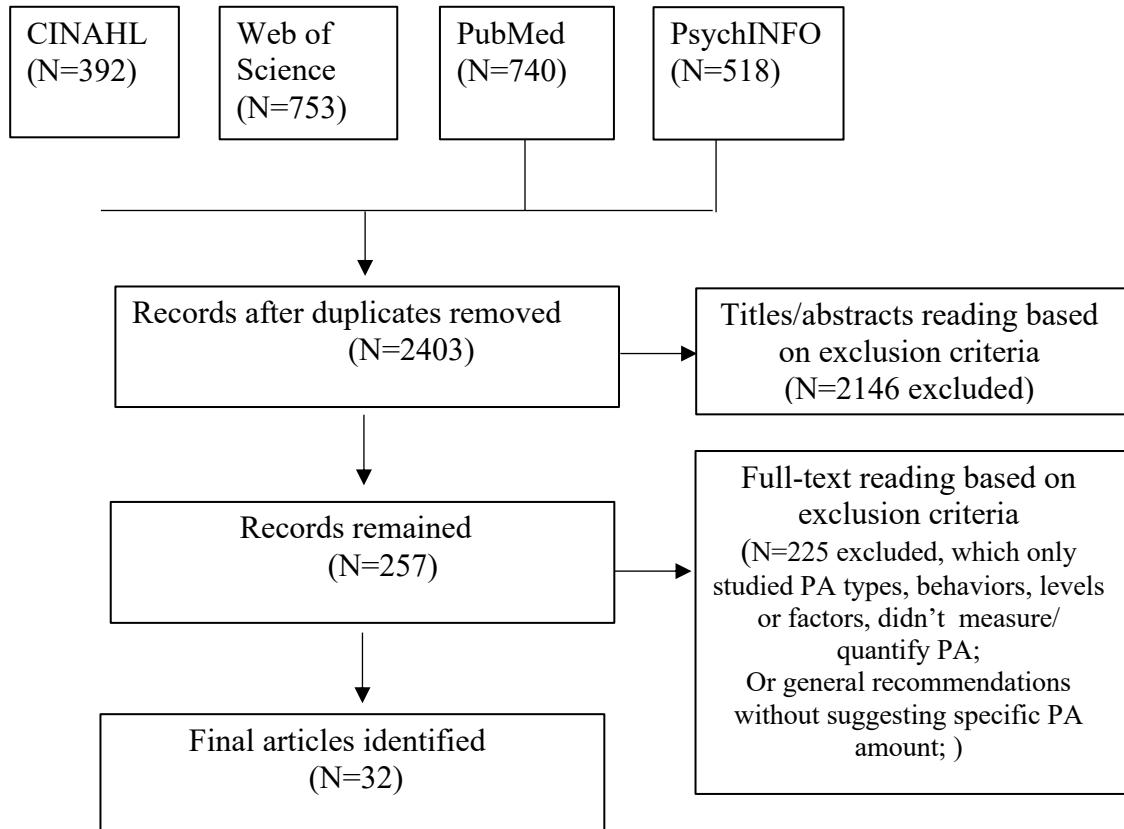 CINAHL
(N=392)
Web of
Science
(N=753)
PubMed
(N=740)
PsychINFO
(N=518)
Records after duplicates removed
(N=2403)
Titles/abstracts reading based
on exclusion criteria
(N=2146 excluded)
Records remained
(N=257)
Full-text reading based on
exclusion criteria
(N=225 excluded, which only
studied PA types, behaviors, levels
or factors, didn’t measure/
quantify PA;
Or general recommendations
without suggesting specific PA
amount; )
Final articles identified
(N=32)